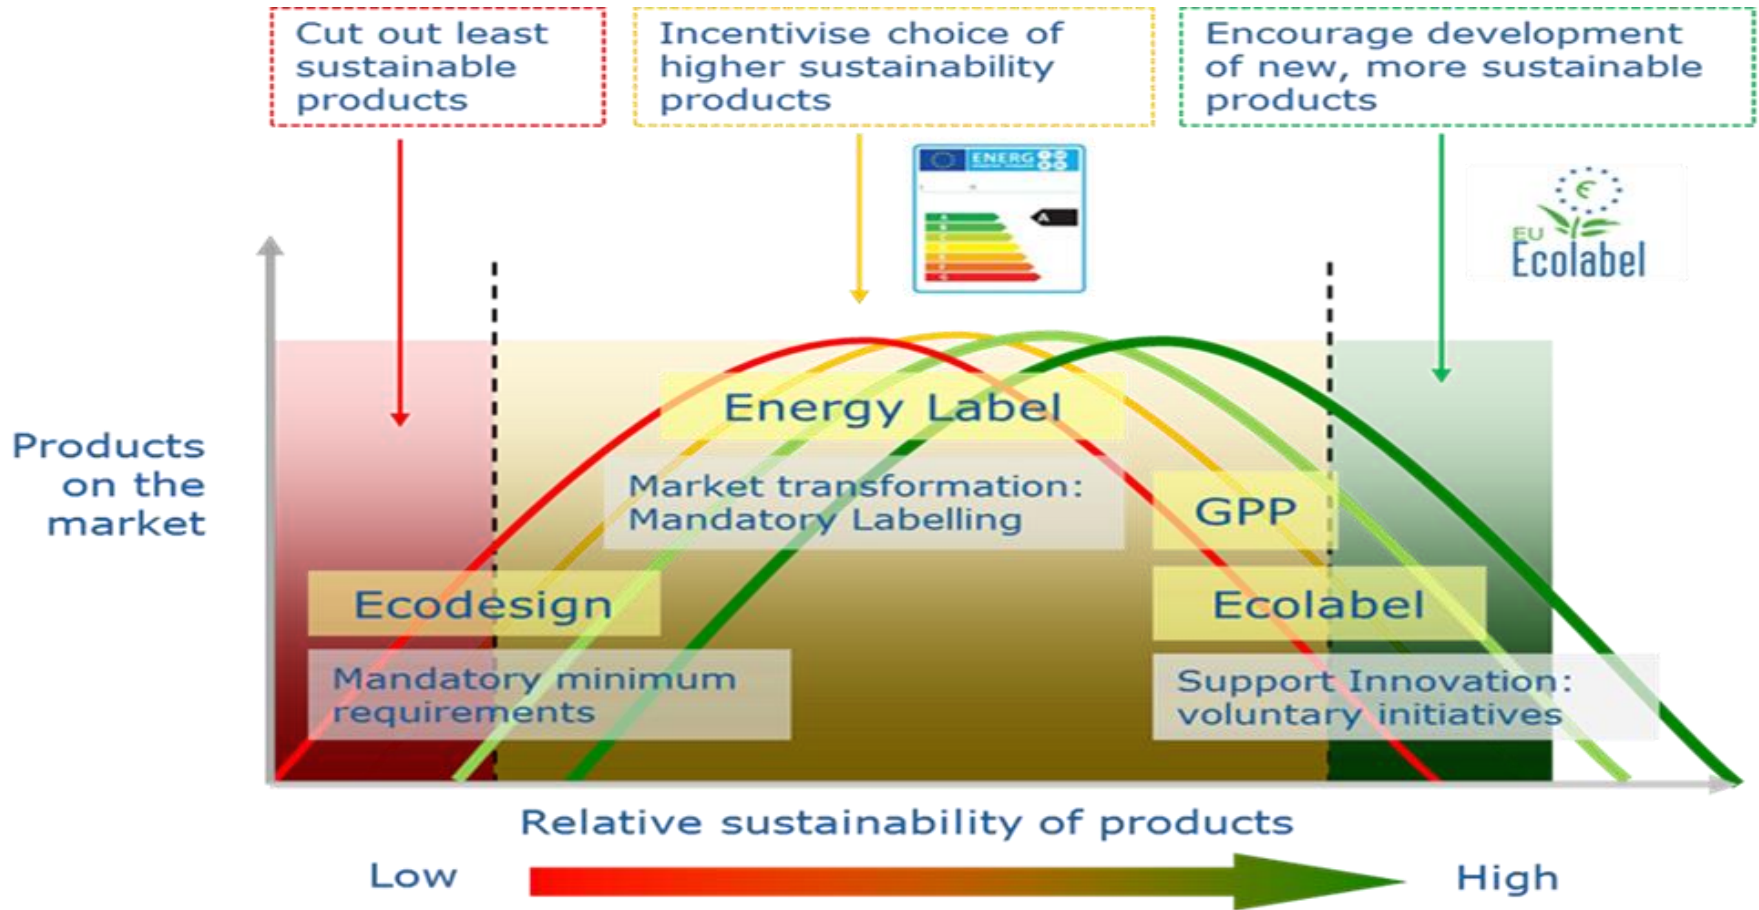 Cut out least
sustainable
products
Incentivise choice of
higher sustainability
products
Encourage development
of new, more sustainable
products
ENERG
A
EU
Ecolabel
Products
on the
market
Energy Label
Market transformation:
Mandatory Labelling
GPP
Ecodesign
Mandatory minimum
requirements
Ecolabel
Support Innovation:
voluntary initiatives
Relative sustainability of products
Low
High